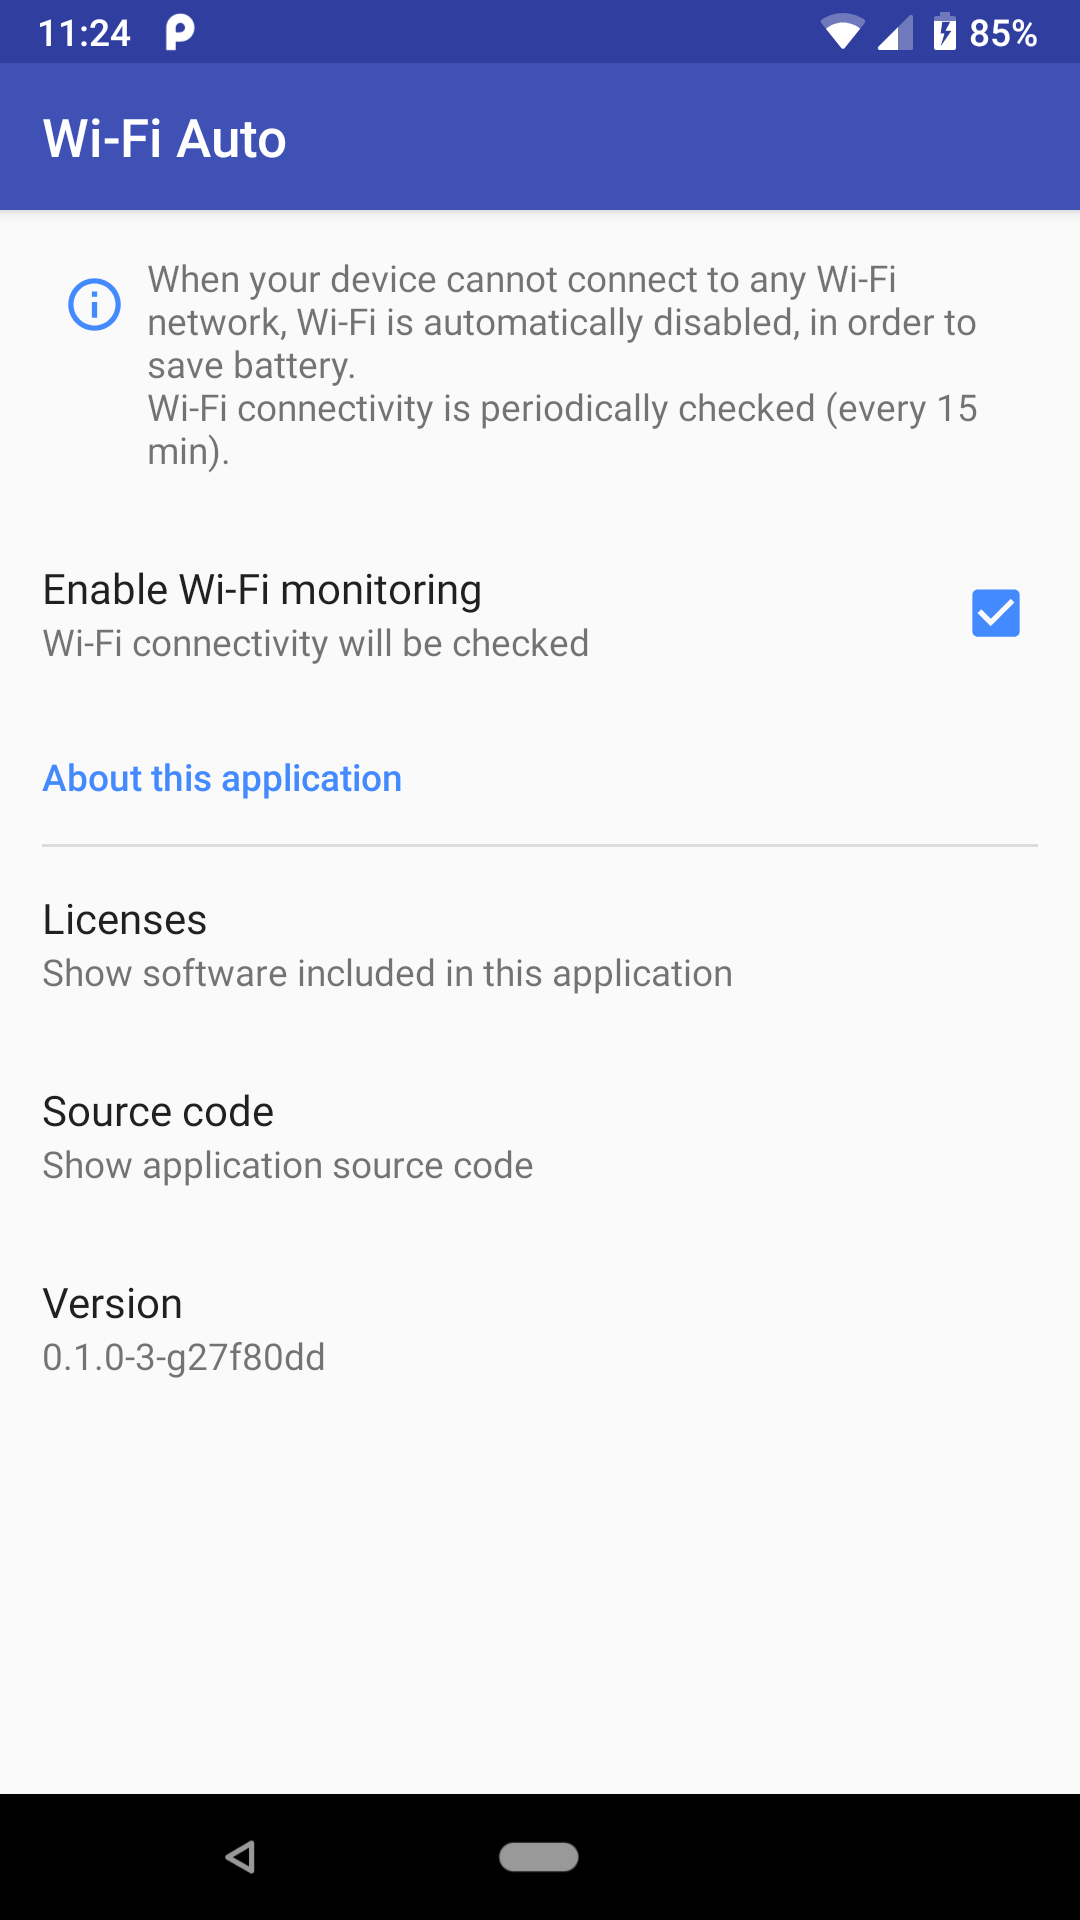 11:24 85%
Wi-Fi Auto
When your device cannot connect to any Wi-Fi
network, Wi-Fi is automatically disabled, in order to
save battery.
Wi-Fi connectivity is periodically checked (every 15
min).
Enable Wi-Fi monitoring
Wi-Fi connectivity will be checked
About this application
Licenses
Show software included in this application
Source code
Show application source code
Version
0.1.0-3-g27f80dd